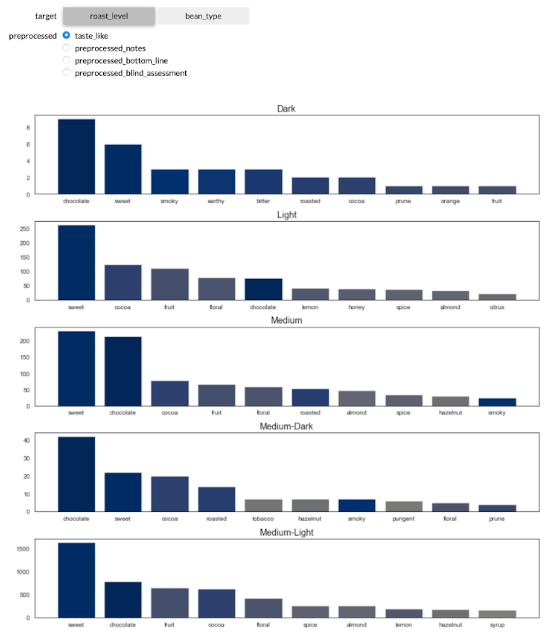 target roast_level bean_type
preprocessed taste_like
preprocessed_notes
preprocessed_bottom_line
preprocessed_blind_assessment
Dark
8
6
4
2
0
chocolate sweet smoky earthy bitter roasted cocoa prune orange fruit
Light
250
200
150
100
50
0
sweet cocoa fruit floral chocolate lemon honey spice almond citrus
Medium
200
150
100
50
0
sweet chocolate cocoa fruit floral roasted almond spice hazelnut smoky
Medium-Dark
40
30
20
10
0
chocolate sweet cocoa roasted tobacco hazelnut smoky pungent floral prune
Medium-Light
1500
1000
500
0
sweet chocolate fruit cocoa floral spice almond lemon hazelnut syrup